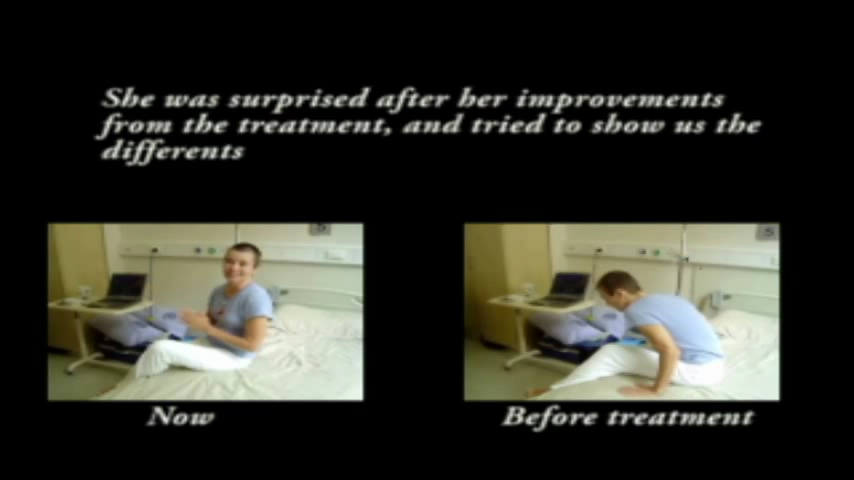 She was surprised after her improvements
from the treatment, and tried to show us the
differents
Now
Before treatment